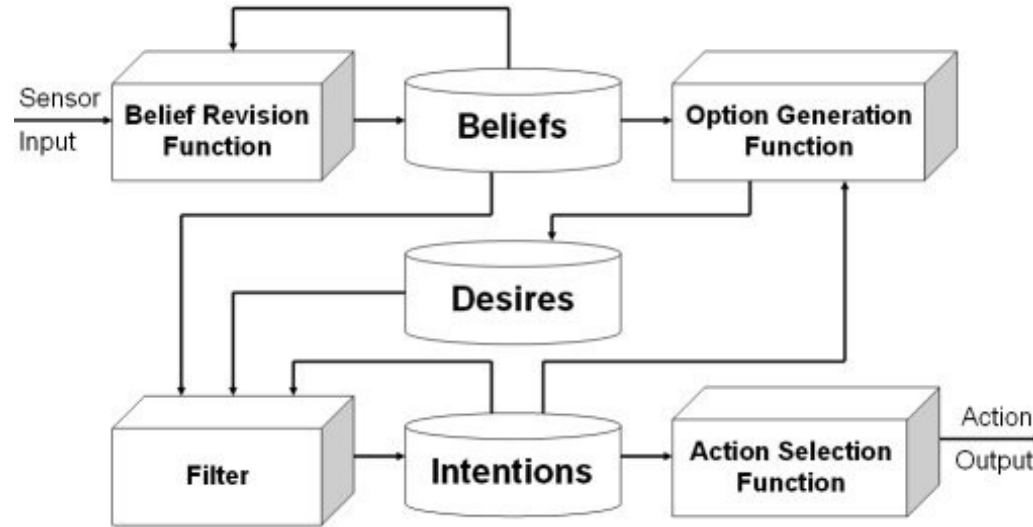 Sensor
Input
Belief Revision
Function
Beliefs
Option Generation
Function
Desires
Filter
Intentions
Action Selection
Function
Action
Output